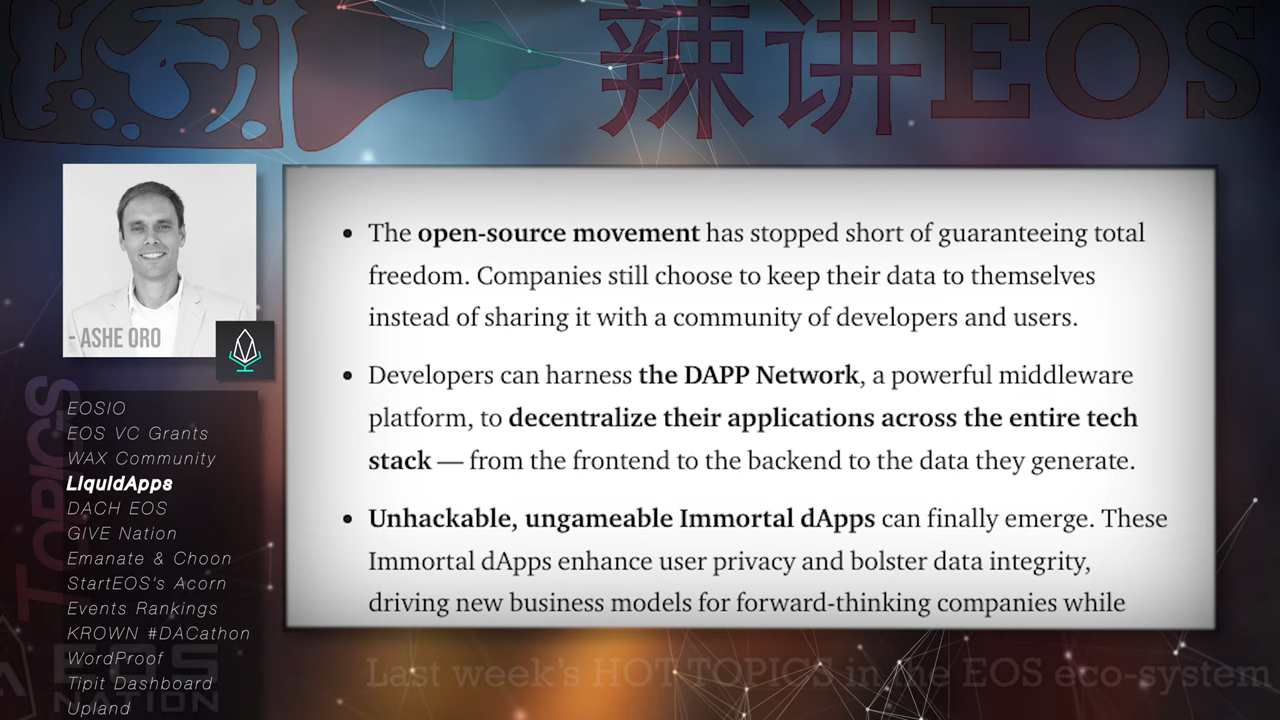 辣讲EOS
- ASHE ORO
TOPICS
EOSIO
EOS VC Grants
WAX Community
LiquidApps
DACH EOS
GIVE Nation
Emanate & Choon
StartEOS's Acorn
Events Rankings
KROWN #DACathon
WordProof
Tipit Dashboard
Upland
EOS
NATION
• The open-source movement has stopped short of guaranteeing total
freedom. Companies still choose to keep their data to themselves
instead of sharing it with a community of developers and users.
• Developers can harness the DAPP Network, a powerful middleware
platform, to decentralize their applications across the entire tech
stack — from the frontend to the backend to the data they generate.
• Unhackable, ungameable Immortal dApps can finally emerge. These
Immortal dApps enhance user privacy and bolster data integrity,
driving new business models for forward-thinking companies while
Last week's HOT TOPICS in the EOS eco-system